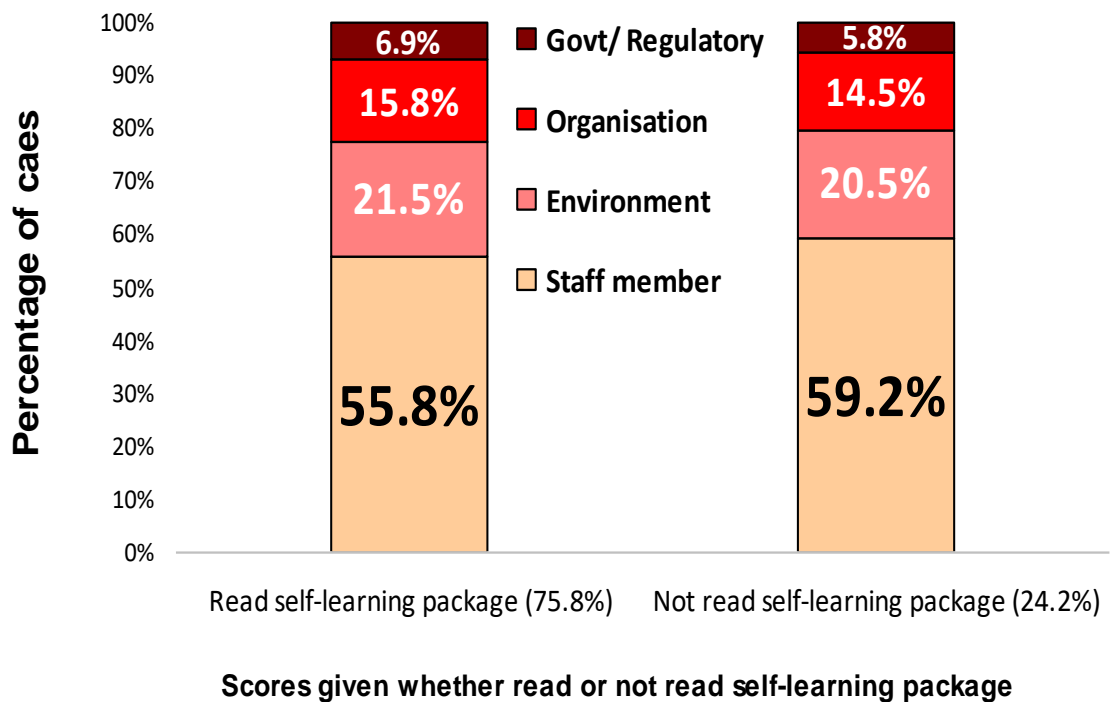 Percentage of caes
100%
90%
80%
70%
60%
50%
40%
30%
20%
10%
0%
6.9%
15.8%
21.5%
55.8%
Govt/ Regulatory
Organisation
Environment
Staff member
5.8%
14.5%
20.5%
59.2%
Read self-learning package (75.8%)
Not read self-learning package (24.2%)
Scores given whether read or not read self-learning package